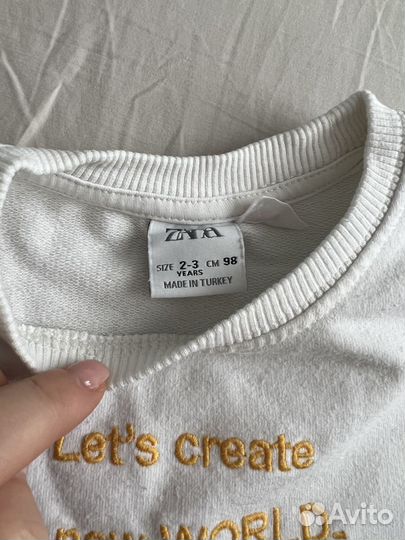 ZARA
SIZE 2-3 CM 98
YEARS
MADE IN TURKEY
Let's create
new WORLD-
Avito